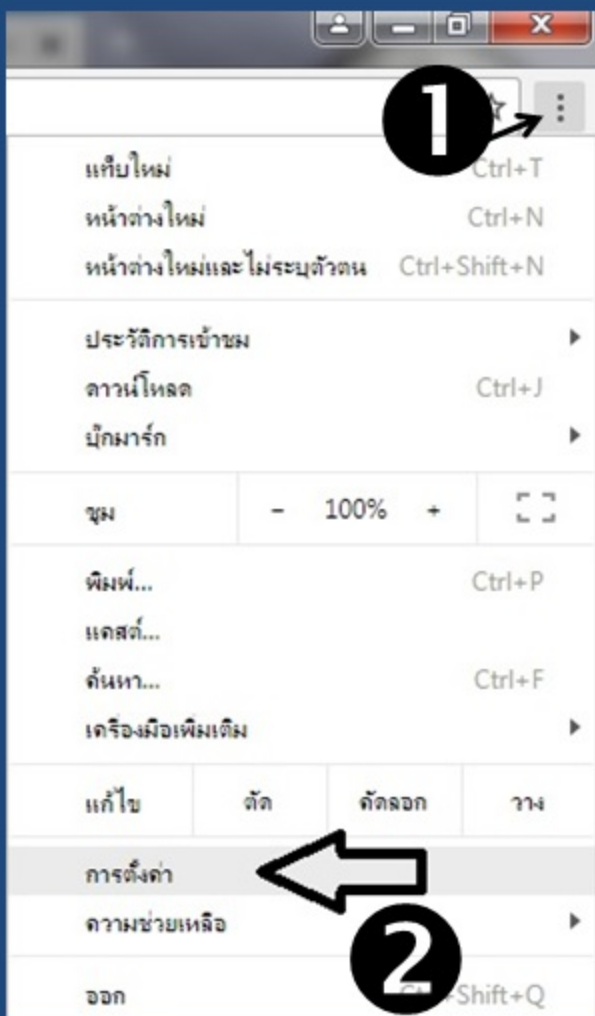 1
แท็บใหม่ Ctrl+T
หน้าต่างใหม่ Ctrl+N
หน้าต่างใหม่และไม่ระบุตัวตน Ctrl+Shift+N
ประวัติการเข้าชม
ดาวน์โหลด Ctrl+J
บุ๊กมาร์ก
ซูม - 100% +
พิมพ์... Ctrl+P
แคสต์...
ค้นหา... Ctrl+F
เครื่องมือเพิ่มเติม
แก้ไข ตัด คัดลอก วาง
การตั้งค่า
ความช่วยเหลือ
2
ออก Ctrl+Shift+Q